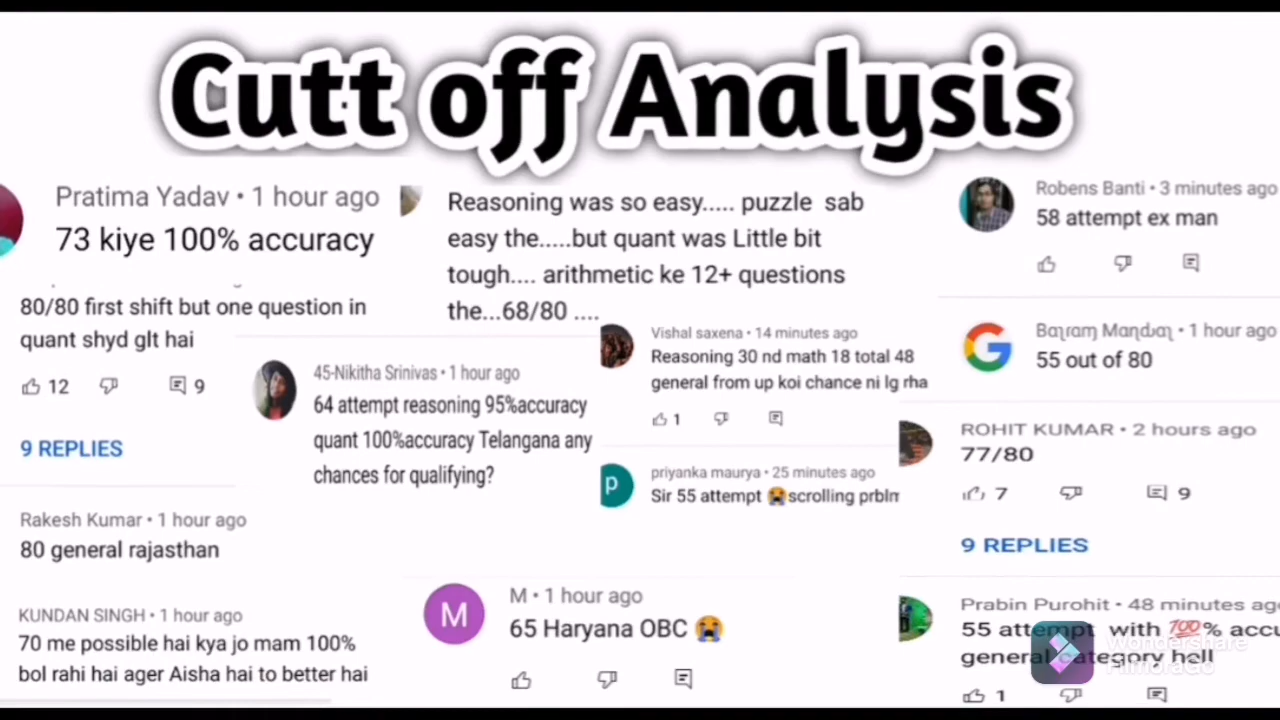 Cutt off Analysis
Pratima Yadav • 1 hour ago
73 kiye 100% accuracy
80/80 first shift but one question in
quant shyd glt hai
12 9
9 REPLIES
Rakesh Kumar • 1 hour ago
80 general rajasthan
KUNDAN SINGH • 1 hour ago
70 me possible hai kya jo mam 100%
bol rahi hai ager Aisha hai to better hai
Reasoning was so easy..... puzzle sab
easy the.....but quant was Little bit
tough.... arithmetic ke 12+ questions
the...68/80 ....
45-Nikitha Srinivas • 1 hour ago
64 attempt reasoning 95%accuracy
quant 100%accuracy Telangana any
chances for qualifying?
Vishal saxena • 14 minutes ago
Reasoning 30 nd math 18 total 48
general from up koi chance ni lg rha
1
p
priyanka maurya • 25 minutes ago
Sir 55 attempt 😭scrolling prblm
M
M • 1 hour ago
65 Haryana OBC 😭
Robens Banti • 3 minutes ago
58 attempt ex man
Balram Mandal • 1 hour ago
55 out of 80
ROHIT KUMAR • 2 hours ago
77/80
7 9
9 REPLIES
Prabin Purohit • 48 minutes ago
55 attempt with 💯% accu
general category hell
1
Wondershare
FilmoraGo